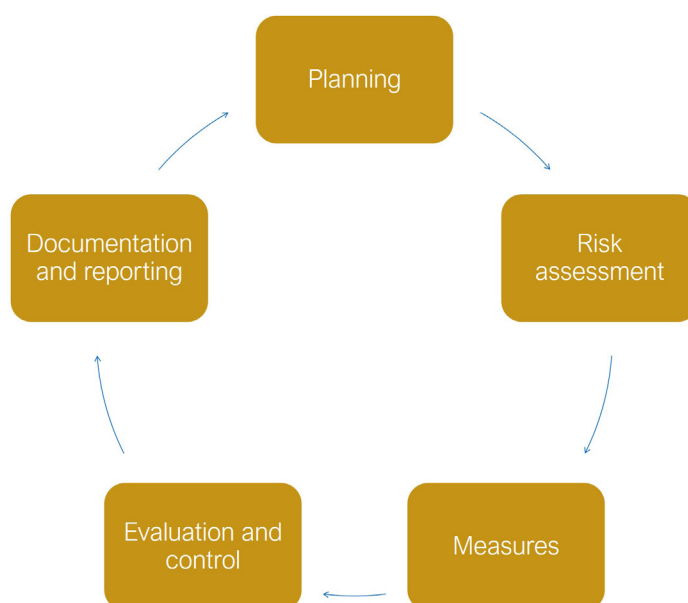 Planning
Risk
assessment
Measures
Evaluation and
control
Documentation
and reporting